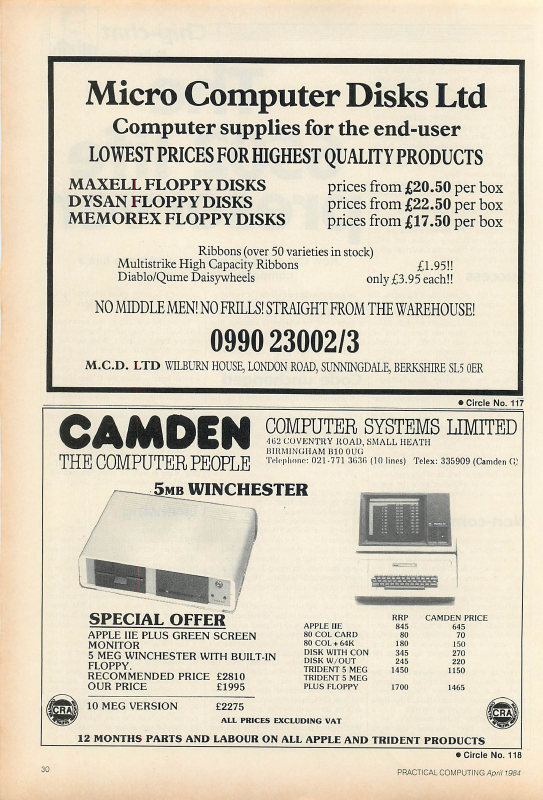 Micro Computer Disks Ltd
Computer supplies for the end-user
LOWEST PRICES FOR HIGHEST QUALITY PRODUCTS
MAXELL FLOPPY DISKS prices from £20.50 per box
DYSAN FLOPPY DISKS prices from £22.50 per box
MEMOREX FLOPPY DISKS prices from £17.50 per box
Ribbons (over 50 varieties in stock)
Multistrike High Capacity Ribbons £1.95!!
Diablo/Qume Daisywheels only £3.95 each!!
NO MIDDLE MEN! NO FRILLS! STRAIGHT FROM THE WAREHOUSE!
0990 23002/3
M.C.D. LTD WILBURN HOUSE, LONDON ROAD, SUNNINGDALE, BERKSHIRE SL5 0ER
● Circle No. 117
CAMDEN
THE COMPUTER PEOPLE
COMPUTER SYSTEMS LIMITED
462 COVENTRY ROAD, SMALL HEATH
BIRMINGHAM B10 0UG
Telephone: 021-771 3636 (10 lines) Telex: 335909 (Camden G)
5MB WINCHESTER
SPECIAL OFFER
APPLE IIE PLUS GREEN SCREEN
MONITOR
5 MEG WINCHESTER WITH BUILT-IN
FLOPPY.
RECOMMENDED PRICE £2810
OUR PRICE £1995
10 MEG VERSION £2275
RRP CAMDEN PRICE
APPLE IIE 845 645
80 COL CARD 80 70
80 COL + 64K 180 150
DISK WITH CON 345 270
DISK W/OUT 245 220
TRIDENT 5 MEG 1450 1150
TRIDENT 5 MEG
PLUS FLOPPY 1700 1465
CRA
CRA
ALL PRICES EXCLUDING VAT
12 MONTHS PARTS AND LABOUR ON ALL APPLE AND TRIDENT PRODUCTS
● Circle No. 118
30
PRACTICAL COMPUTING April 1984